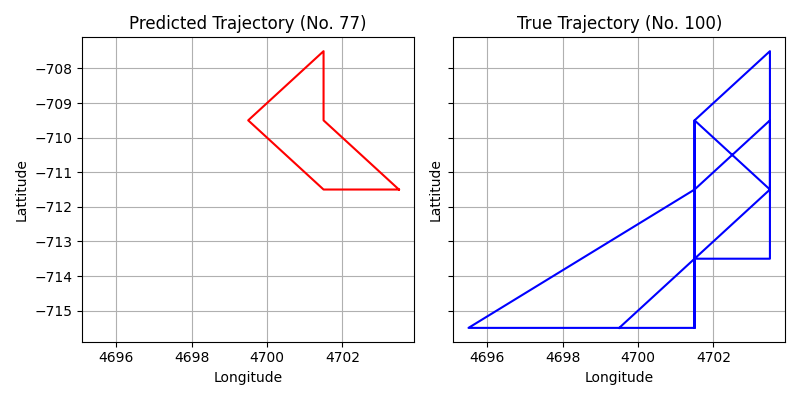 Predicted Trajectory (No. 77)
True Trajectory (No. 100)
Lattitude
−708
−709
−710
−711
−712
−713
−714
−715
4696
4698
4700
4702
Longitude
Lattitude
4696
4698
4700
4702
Longitude